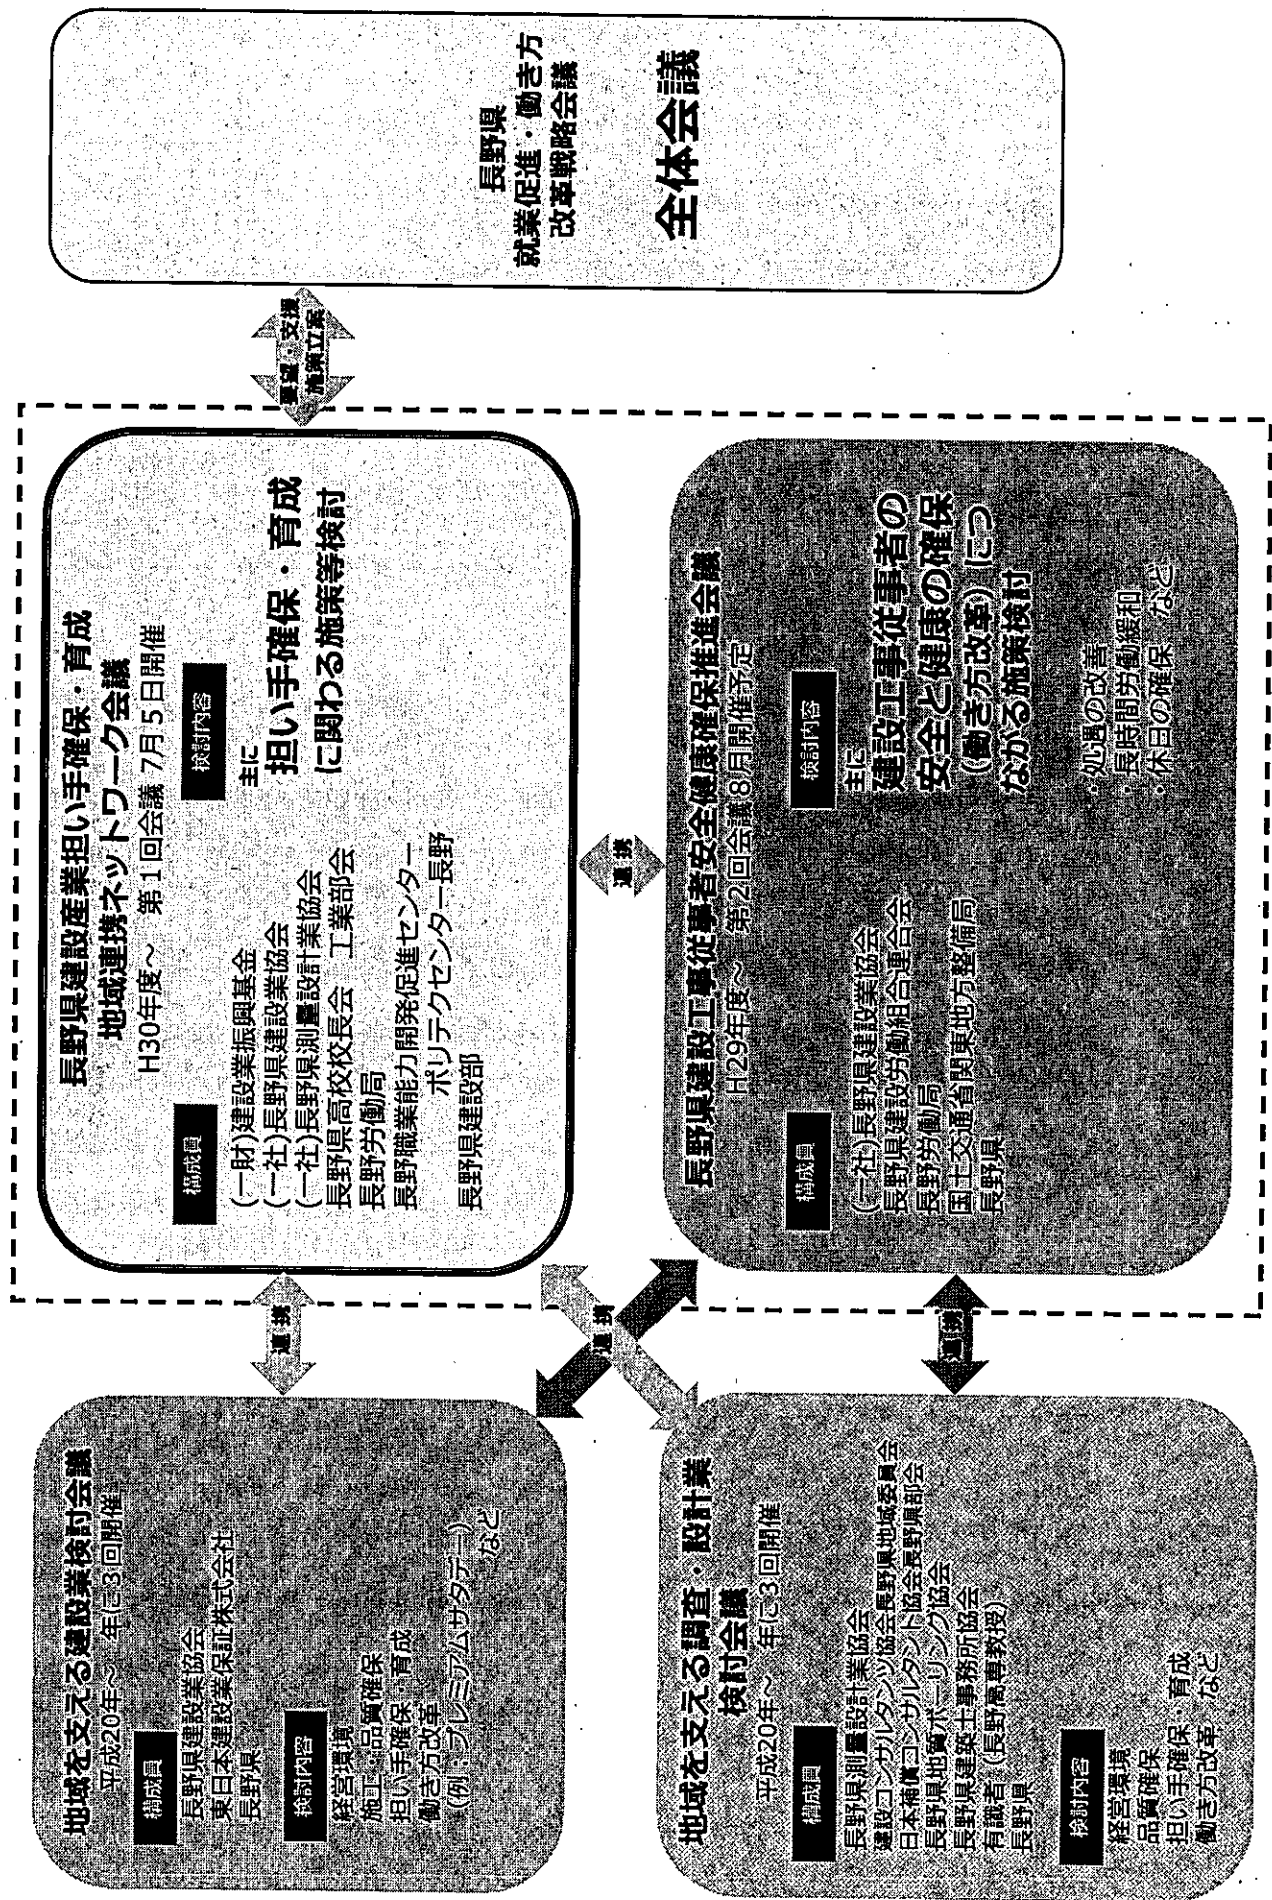 地域を支える建設業検討会議
平成20年～ 年に3回開催
構成員
長野県建設業協会
東日本建設業保証株式会社
長野県
検討内容
経営環境
施工・品質確保
担い手確保・育成
働き方改革
(例:プレミアムサタデー)
など
連携
地域を支える調査・設計業
検討会議
平成20年～ 年に3回開催
構成員
長野県測量設計業協会
建設コンサルタンツ協会長野県地域委員会
日本補償コンサルタント協会長野県部会
長野県地質ボーリング協会
長野県建築士事務所協会
有識者(長野高専教授)
長野県
検討内容
経営環境
品質確保
担い手確保・育成
働き方改革 など
連携
連携
長野県建設産業担い手確保・育成
地域連携ネットワーク会議
H30年度～ 第1回会議 7月5日開催
構成員
(一財)建設業振興基金
(一社)長野県建設業協会
(一社)長野県測量設計業協会
長野県高校校長会 工業部会
長野労働局
長野職業能力開発促進センター
ポリテクセンター長野
長野県建設部
検討内容
主に
担い手確保・育成
に関わる施策等検討
連携
長野県建設工事従事者安全健康確保推進会議
H29年度～ 第2回会議 8月開催予定
構成員
(一社)長野県建設業協会
長野県建設労働組合連合会
長野労働局
国土交通省関東地方整備局
長野県
検討内容
主に
建設工事従事者の
安全と健康の確保
(働き方改革)につ
ながる施策検討
・処遇の改善
・長時間労働緩和
・休日の確保 など
要望・支援
施策立案
長野県
就業促進・働き方
改革戦略会議
全体会議